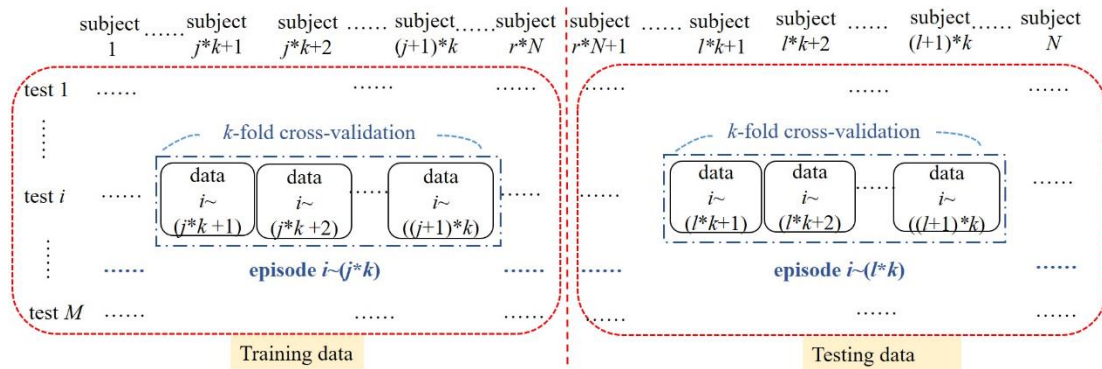 subject 1 …… subject j*k+1 subject j*k+2 …… subject (j+1)*k …… subject r*N subject r*N+1 …… subject l*k+1 subject l*k+2 …… subject (l+1)*k …… subject N
test 1 …… …… …… …… …… ……
k-fold cross-validation k-fold cross-validation
test i …… data i~ (j*k +1) data i~ (j*k +2) …… data i~ ((j+1)*k) …… …… data i~ (l*k+1) data i~ (l*k+2) …… data i~ ((l+1)*k) ……
…… episode i~(j*k) …… …… episode i~(l*k) ……
test M …… …… …… …… …… ……
Training data Testing data